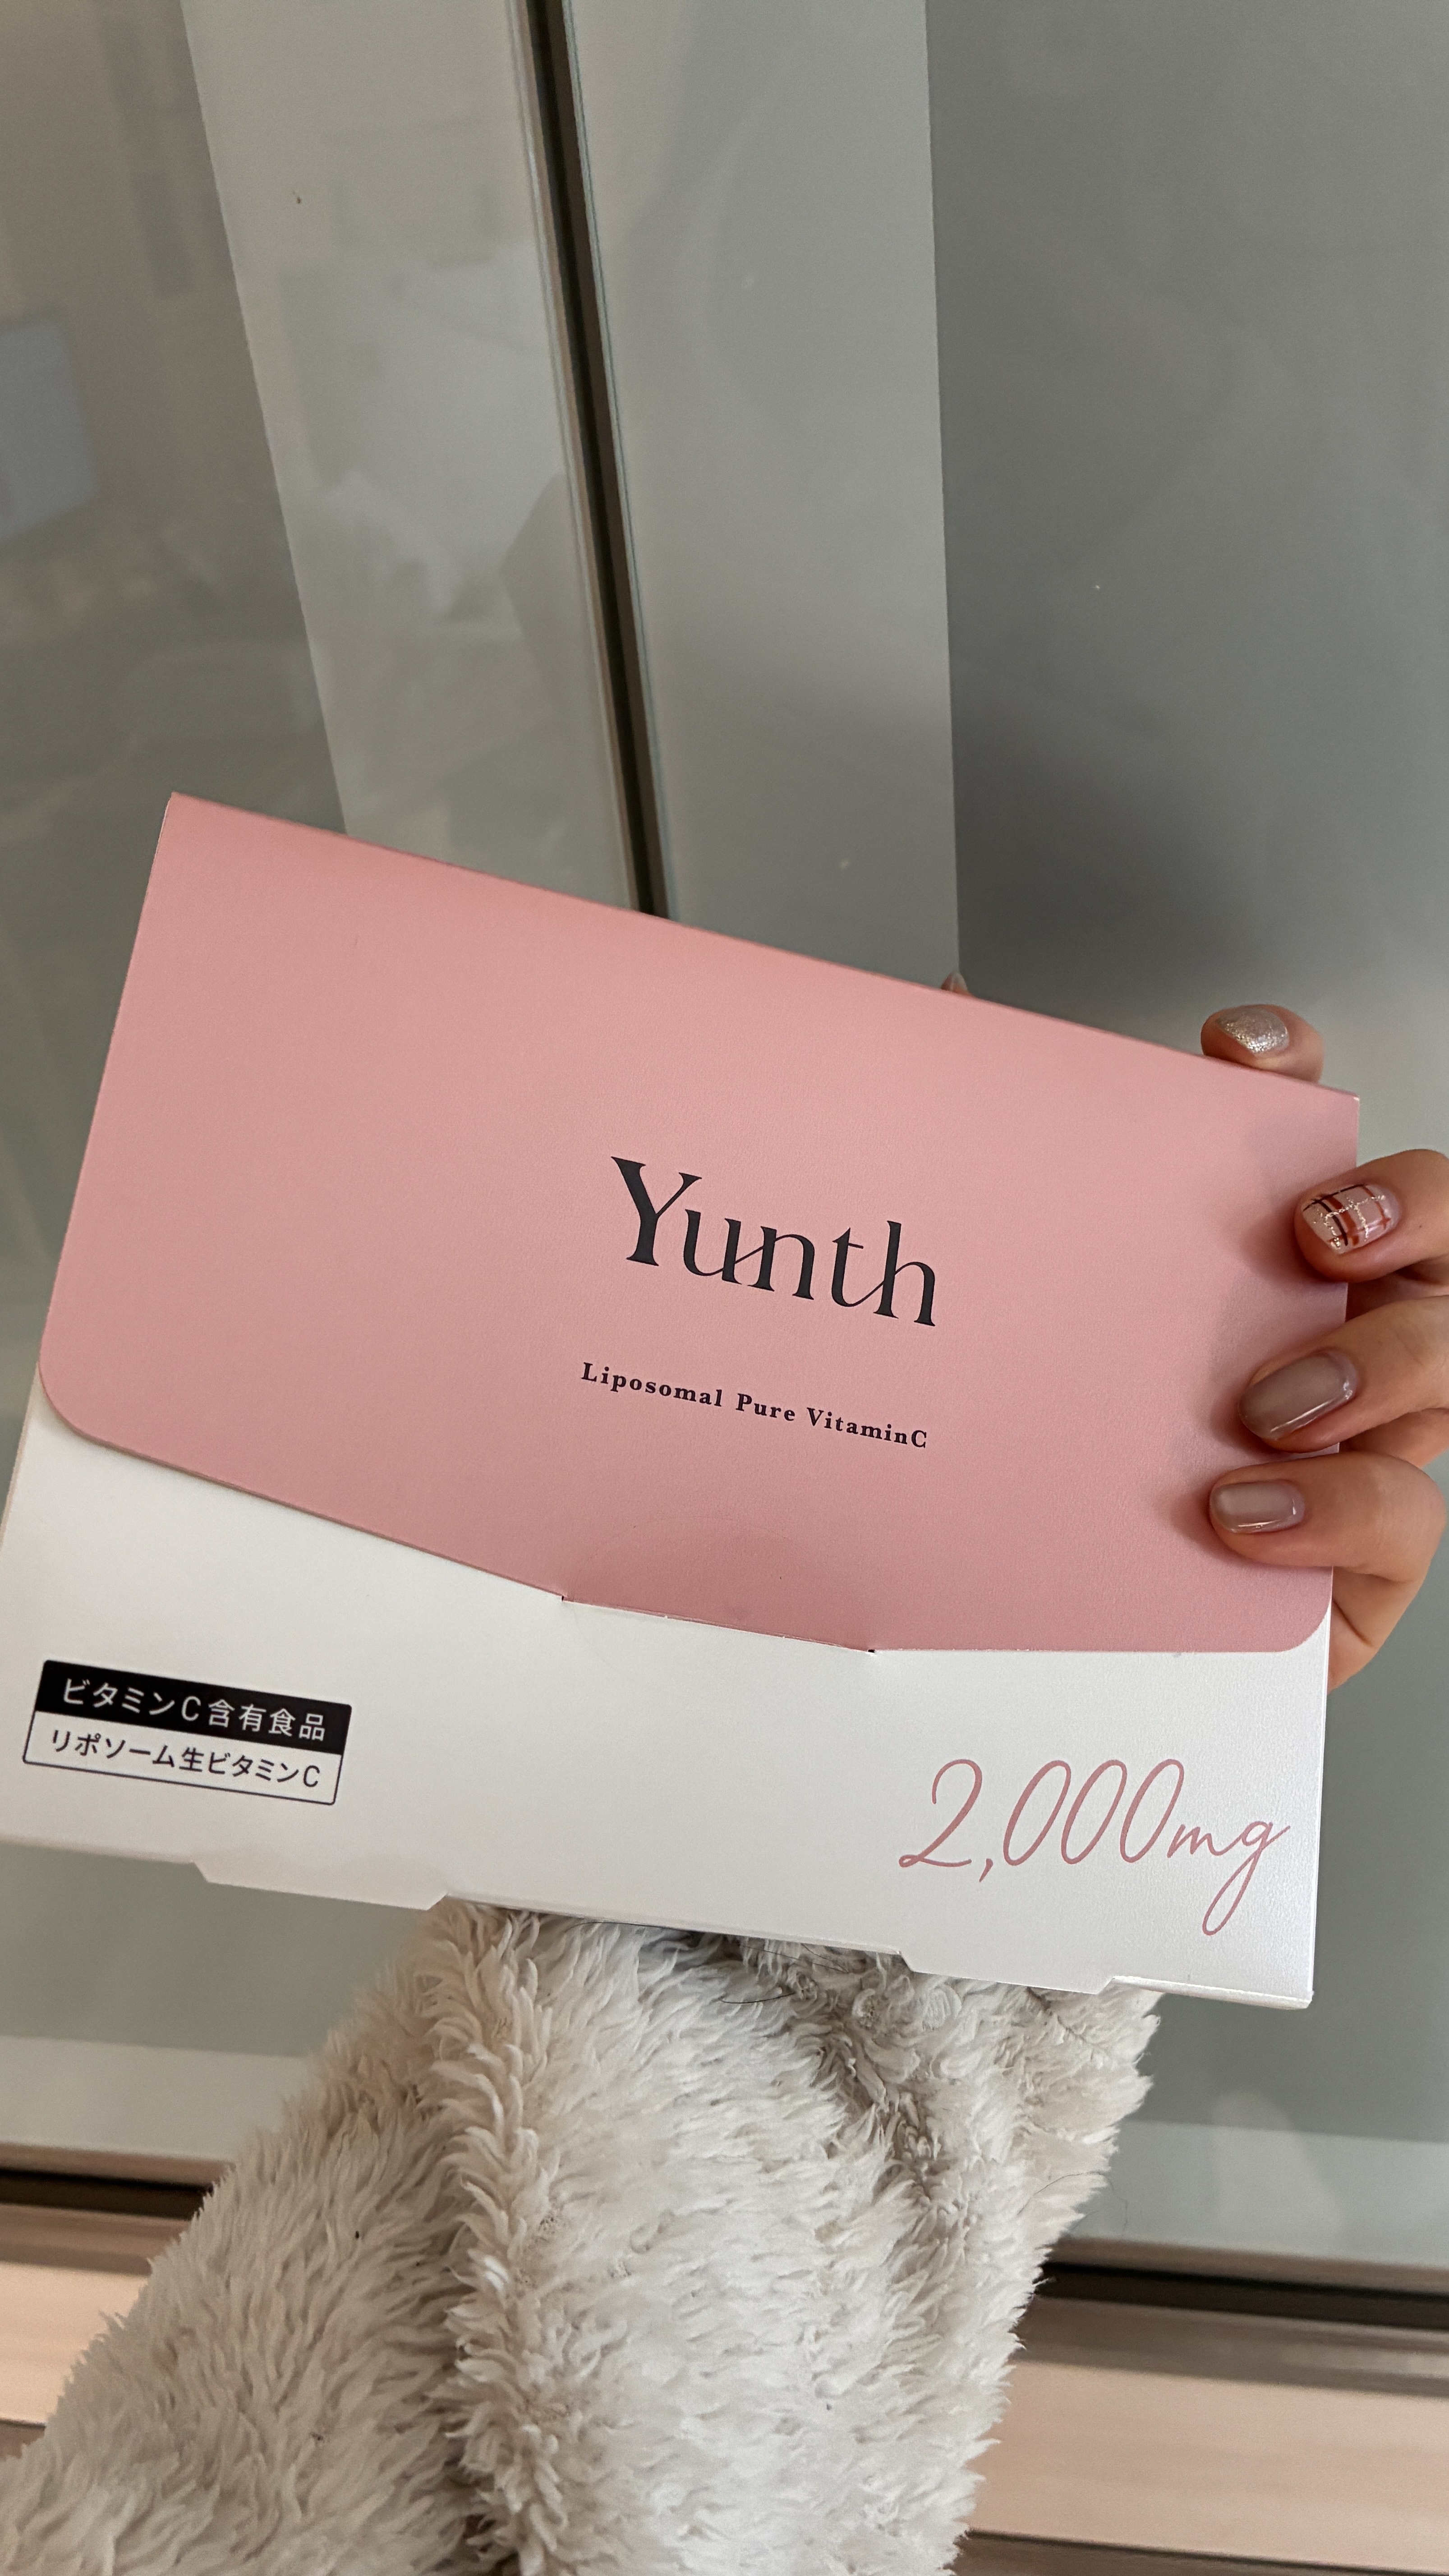 Yunth
Liposomal Pure VitaminC
ビタミンC含有食品
リポソーム生ビタミンC
2,000mg